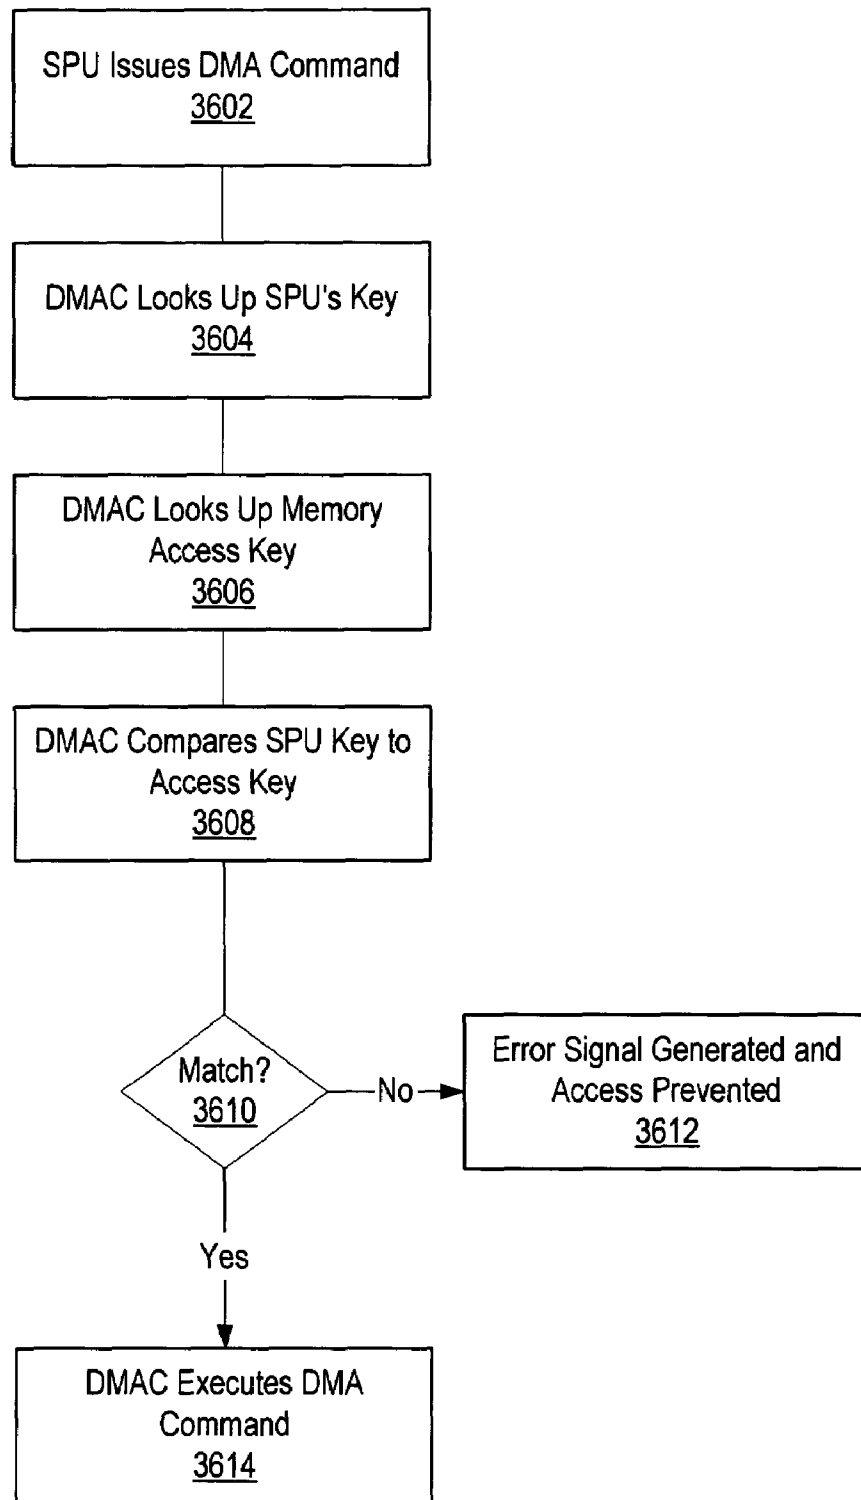 SPU Issues DMA Command
3602
DMAC Looks Up SPU's Key
3604
DMAC Looks Up Memory
Access Key
3606
DMAC Compares SPU Key to
Access Key
3608
Match?
3610
No
Error Signal Generated and
Access Prevented
3612
Yes
DMAC Executes DMA
Command
3614